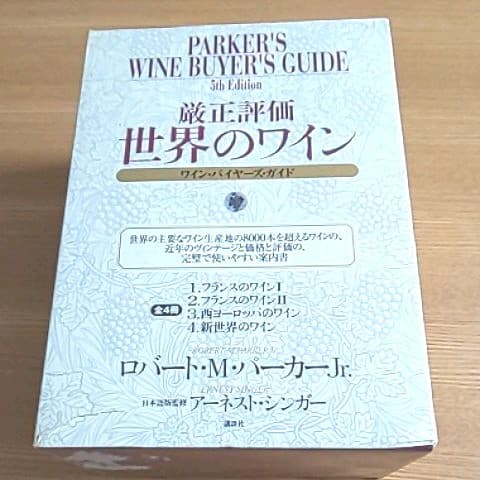 PARKER'S
WINE BUYER'S GUIDE
5th Edition
厳正評価
世界のワイン
ワイン・バイヤーズ・ガイド
世界の主要なワイン生産地の8000本を超えるワインの、
近年のヴィンテージと価格と評価の、
完璧で使いやすい案内書
全4冊
1.フランスのワインI
2.フランスのワインII
3.西ヨーロッパのワイン
4.新世界のワイン
ROBERT M. PARKER, Jr.
ロバート・M・パーカーJr.
ERNEST SINGER
日本語版監修 アーネスト・シンガー
講談社